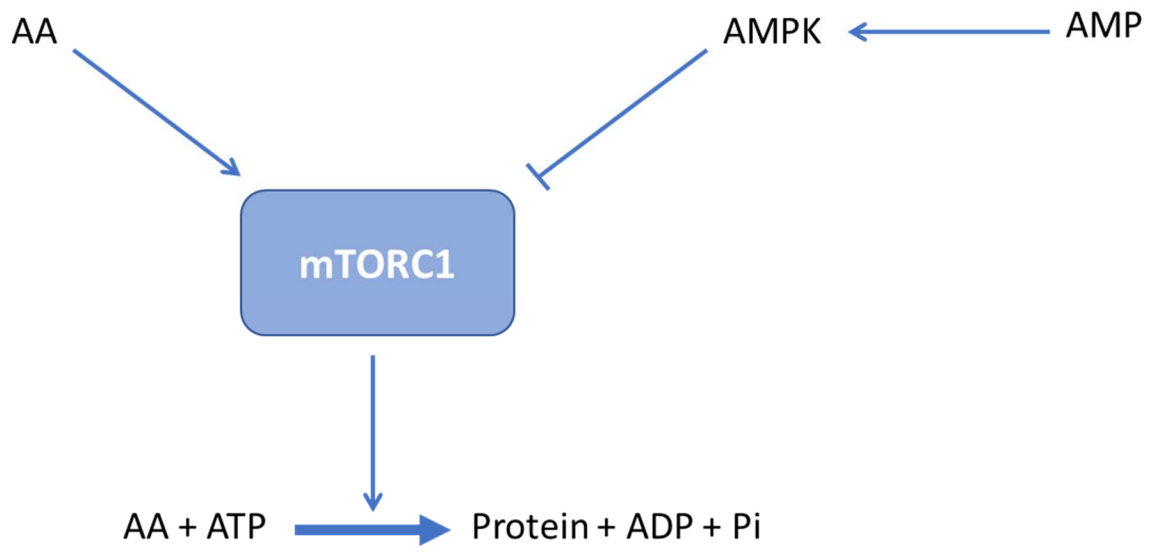 AA
AMPK
AMP
mTORC1
AA + ATP
Protein + ADP + Pi